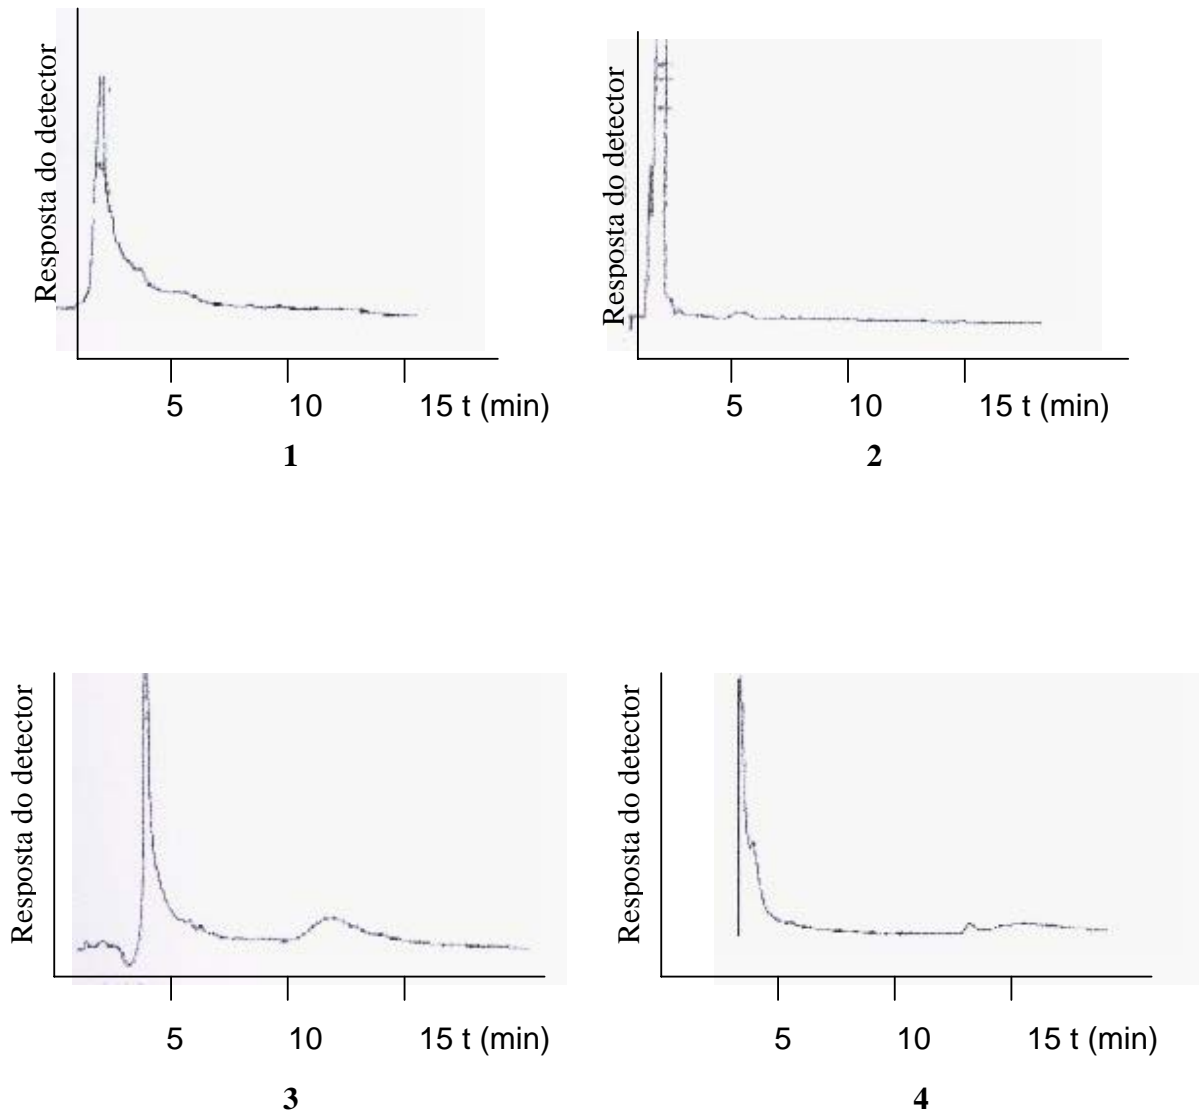 Resposta do detector
5 10 15 t (min)
1
Resposta do detector
5 10 15 t (min)
2
Resposta do detector
5 10 15 t (min)
3
Resposta do detector
5 10 15 t (min)
4